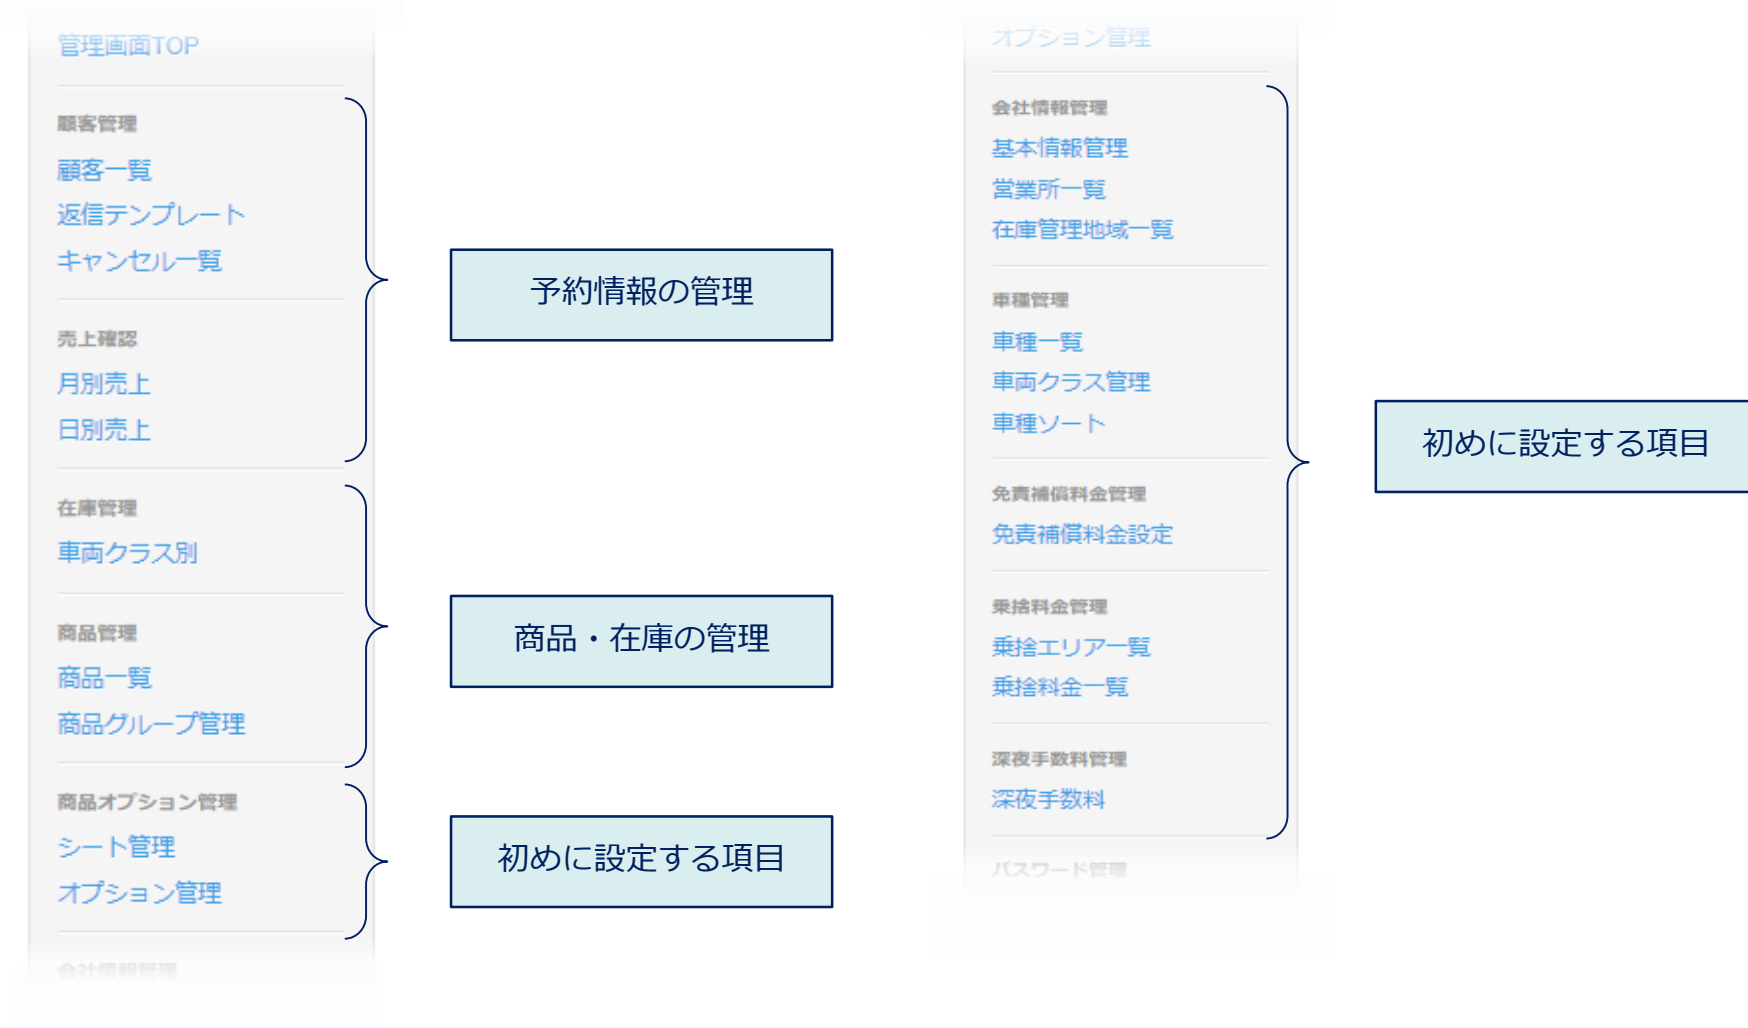 管理画面TOP
顧客管理
顧客一覧
返信テンプレート
キャンセル一覧
売上確認
月別売上
日別売上
在庫管理
車両クラス別
商品管理
商品一覧
商品グループ管理
商品オプション管理
シート管理
オプション管理
会社情報管理
予約情報の管理
商品・在庫の管理
初めに設定する項目
オプション管理
会社情報管理
基本情報管理
営業所一覧
在庫管理地域一覧
車種管理
車種一覧
車両クラス管理
車種ソート
免責補償料金管理
免責補償料金設定
乗捨料金管理
乗捨エリア一覧
乗捨料金一覧
深夜手数料管理
深夜手数料
パスワード管理
初めに設定する項目